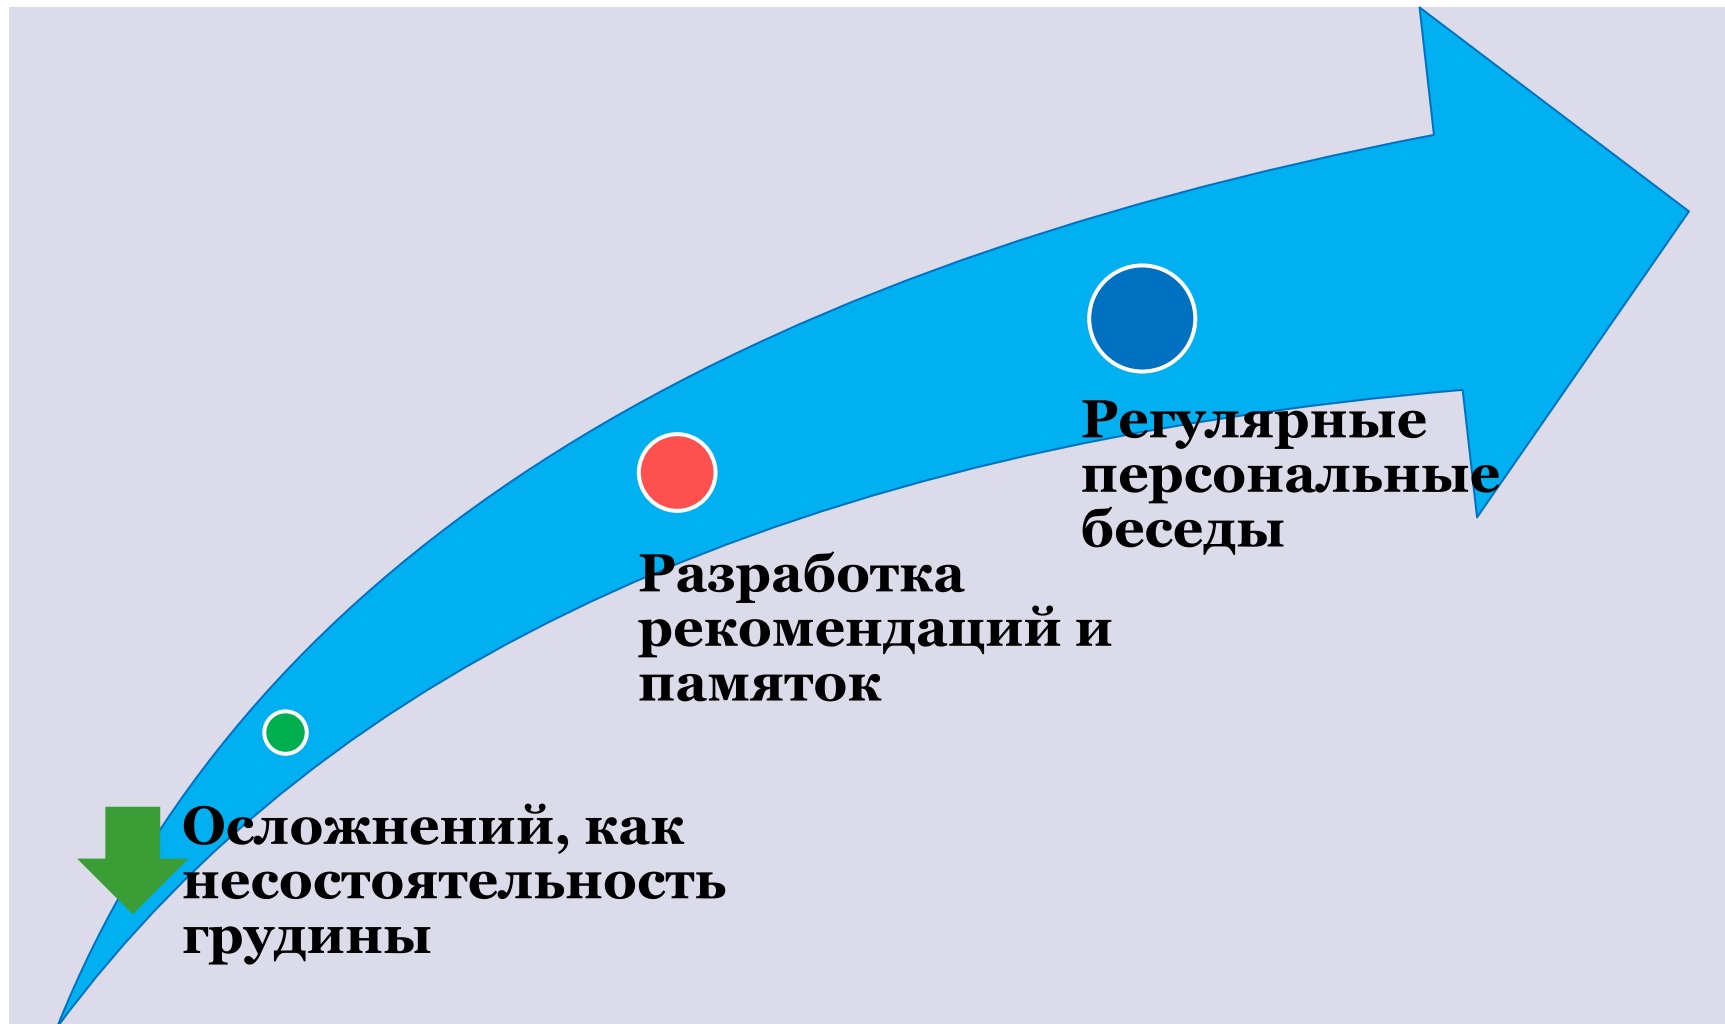 Регулярные
персональные
беседы
Разработка
рекомендаций и
памяток
Осложнений, как
несостоятельность
грудины